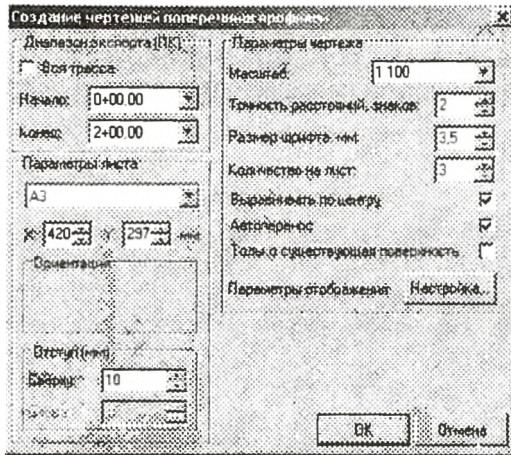 Создание чертежей поперечных профилей
Диапазон экспорта (ПК)
Вся трасса
Начало: 0+00.00
Конец: 2+00.00
Параметры листа
A3
X: 420 Y: 297 мм
Ориентация
Отступ (мм)
Сверху: 10
Параметры чертежа
Масштаб: 1 100
Точность расстояний, знаков: 2
Размер шрифта, мм: 3,5
Количество на лист: 3
Выравнивать по центру
Автоперенос
Только существующая поверхность
Параметры отображения Настройка...
OK Отмена